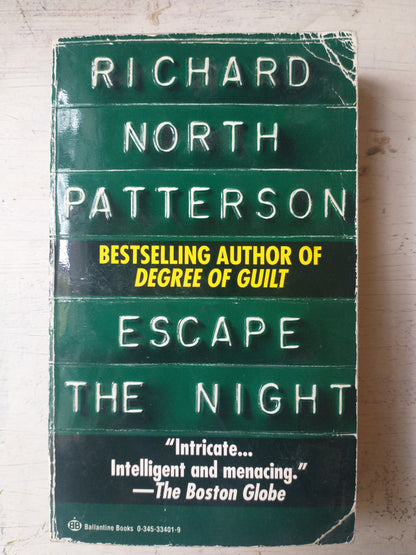 RICHARD
NORTH
PATTERSON
BESTSELLING AUTHOR OF
DEGREE OF GUILT
ESCAPE
THE NIGHT
"Intricate...
Intelligent and menacing."
—The Boston Globe
BB Ballantine Books 0-345-33401-9